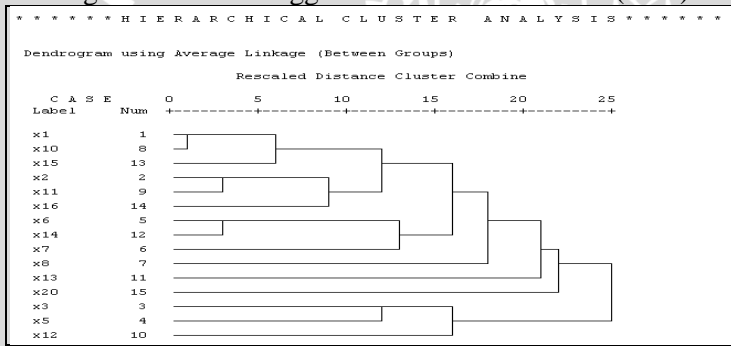 * * * * * * H I E R A R C H I C A L   C L U S T E R   A N A L Y S I S * * * * * *
Dendrogram using Average Linkage (Between Groups)
Rescaled Distance Cluster Combine
C A S E 0 5 10 15 20 25
Label Num +---------+---------+---------+---------+---------+
x1 1
x10 8
x15 13
x2 2
x11 9
x16 14
x6 5
x14 12
x7 6
x8 7
x13 11
x20 15
x3 3
x5 4
x12 10